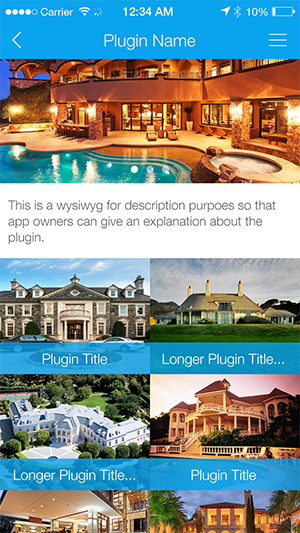 Carrier 12:34 AM 10%
Plugin Name
This is a wysiwyg for description purpoes so that
app owners can give an explanation about the
plugin.
Plugin Title
Longer Plugin Title...
Longer Plugin Title...
Plugin Title